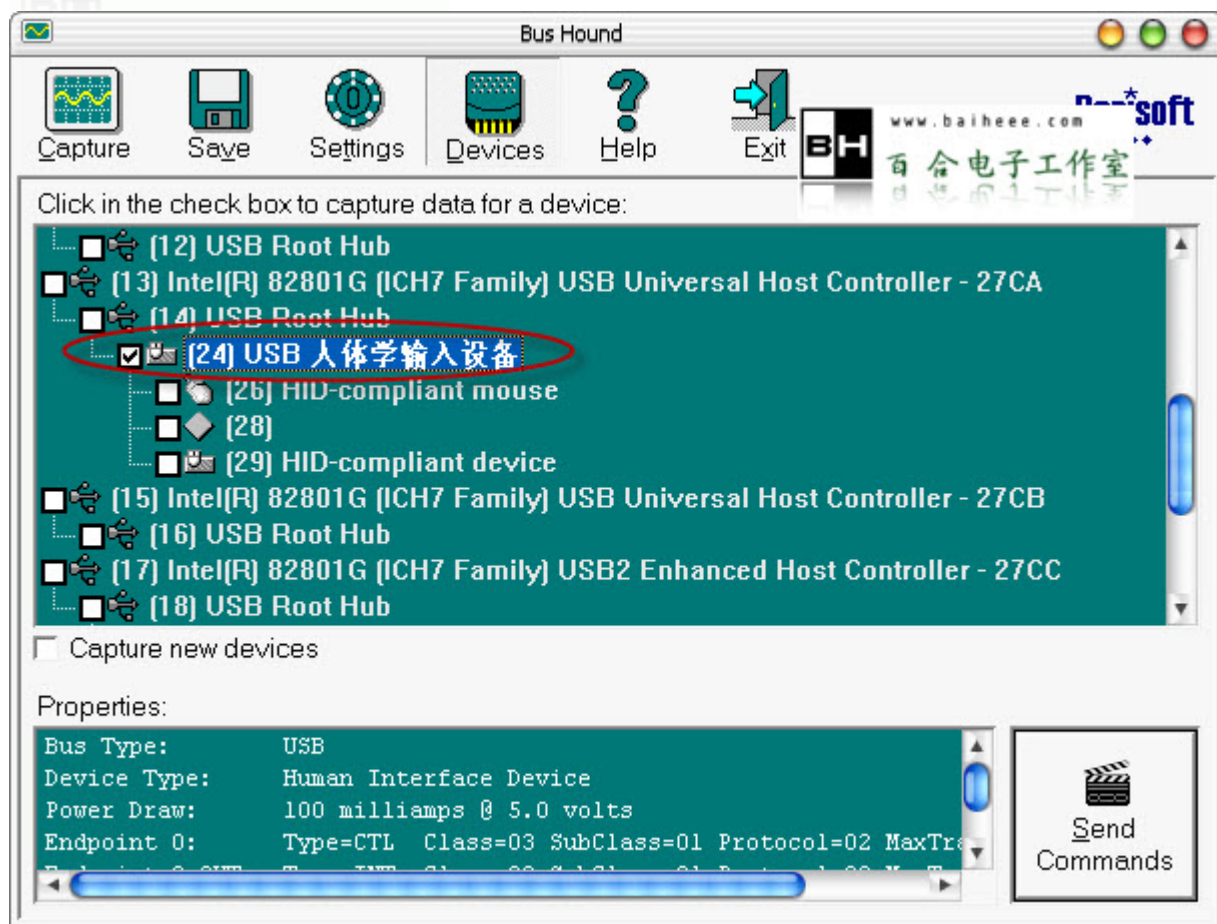 Bus Hound
Capture
Save
Settings
Devices
Help
Exit
soft
BH
www.baiheee.com
百合电子工作室
Click in the check box to capture data for a device:
(12) USB Root Hub
(13) Intel(R) 82801G (ICH7 Family) USB Universal Host Controller - 27CA
(14) USB Root Hub
(24) USB 人体学输入设备
(26) HID-compliant mouse
(28)
(29) HID-compliant device
(15) Intel(R) 82801G (ICH7 Family) USB Universal Host Controller - 27CB
(16) USB Root Hub
(17) Intel(R) 82801G (ICH7 Family) USB2 Enhanced Host Controller - 27CC
(18) USB Root Hub
Capture new devices
Properties:
Bus Type: USB
Device Type: Human Interface Device
Power Draw: 100 milliamps @ 5.0 volts
Endpoint 0: Type=CTL Class=03 SubClass=01 Protocol=02 MaxTra
Send
Commands